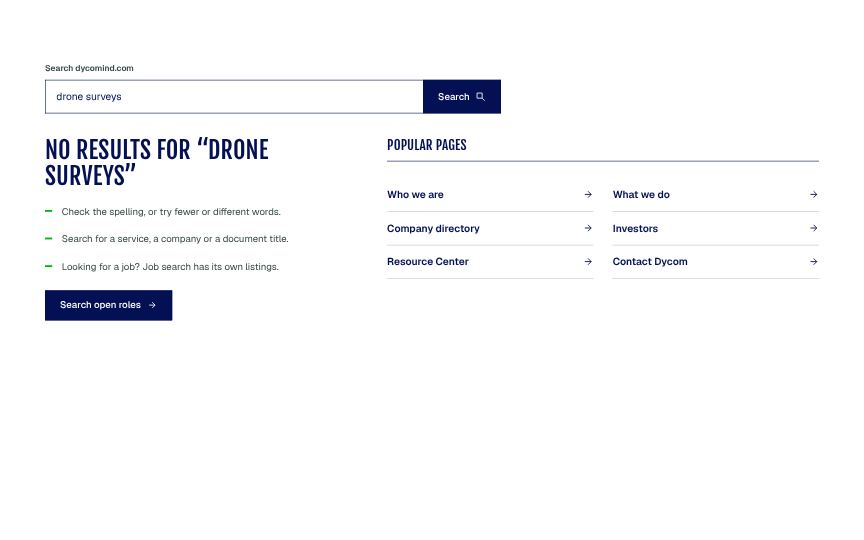 Search dycomind.com
drone surveys
Search
NO RESULTS FOR “DRONE
SURVEYS”
Check the spelling, or try fewer or different words.
Search for a service, a company or a document title.
Looking for a job? Job search has its own listings.
Search open roles
POPULAR PAGES
Who we are
What we do
Company directory
Investors
Resource Center
Contact Dycom